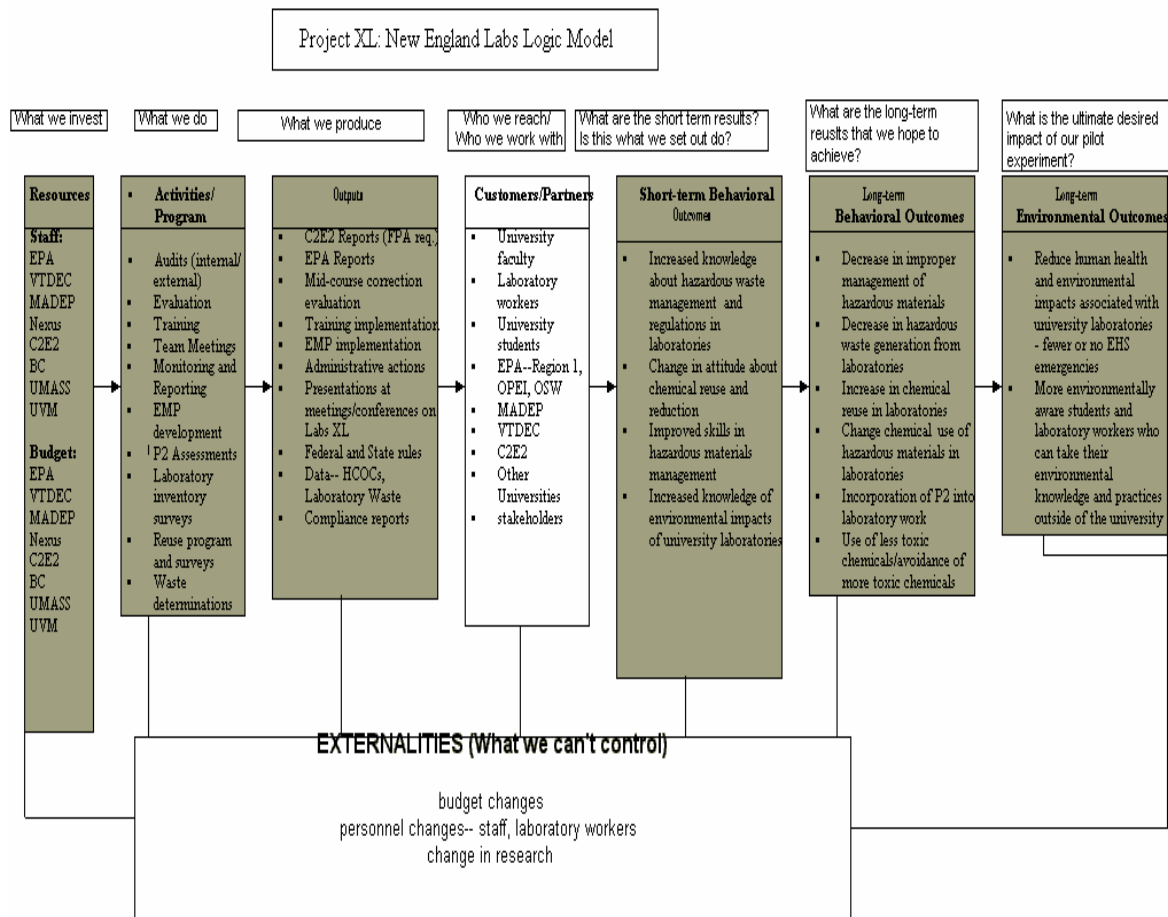 Project XL: New England Labs Logic Model
What we invest
What we do
What we produce
Who we reach/
Who we work with
What are the short term results?
Is this what we set out do?
What are the long-term
reuslts that we hope to
achieve?
What is the ultimate desired
impact of our pilot
experiment?
Resources
Staff:
EPA
VTDEC
MADEP
Nexus
C2E2
BC
UMASS
UVM
Budget:
EPA
VTDEC
MADEP
Nexus
C2E2
BC
UMASS
UVM
▪ Activities/
Program
▪ Audits (internal/
external)
▪ Evaluation
▪ Training
▪ Team Meetings
▪ Monitoring and
Reporting
▪ EMP
development
▪ P2 Assessments
▪ Laboratory
inventory
surveys
▪ Reuse program
and surveys
▪ Waste
determinations
Outputs
▪ C2E2 Reports (FPA req.)
▪ EPA Reports
▪ Mid-course correction
evaluation
▪ Training implementation
▪ EMP implementation
▪ Administrative actions
▪ Presentations at
meetings/conferences on
Labs XL
▪ Federal and State rules
▪ Data-- HCOCs,
Laboratory Waste
▪ Compliance reports
Customers/Partners
▪ University
faculty
▪ Laboratory
workers
▪ University
students
▪ EPA--Region 1,
OPEI, OSW
▪ MADEP
▪ VTDEC
▪ C2E2
▪ Other
Universities
▪ stakeholders
Short-term Behavioral
Outcomes
▪ Increased knowledge
about hazardous waste
management and
regulations in
laboratories
▪ Change in attitude about
chemical reuse and
reduction
▪ Improved skills in
hazardous materials
management
▪ Increased knowledge of
environmental impacts
of university laboratories
Long-term
Behavioral Outcomes
▪ Decrease in improper
management of
hazardous materials
▪ Decrease in hazardous
waste generation from
laboratories
▪ Increase in chemical
reuse in laboratories
▪ Change chemical use of
hazardous materials in
laboratories
▪ Incorporation of P2 into
laboratory work
▪ Use of less toxic
chemicals/avoidance of
more toxic chemicals
Long-term
Environmental Outcomes
▪ Reduce human health
and environmental
impacts associated with
university laboratories
- fewer or no EHS
emergencies
▪ More environmentally
aware students and
laboratory workers who
can take their
environmental
knowledge and practices
outside of the university
EXTERNALITIES (What we can't control)
budget changes
personnel changes-- staff, laboratory workers
change in research